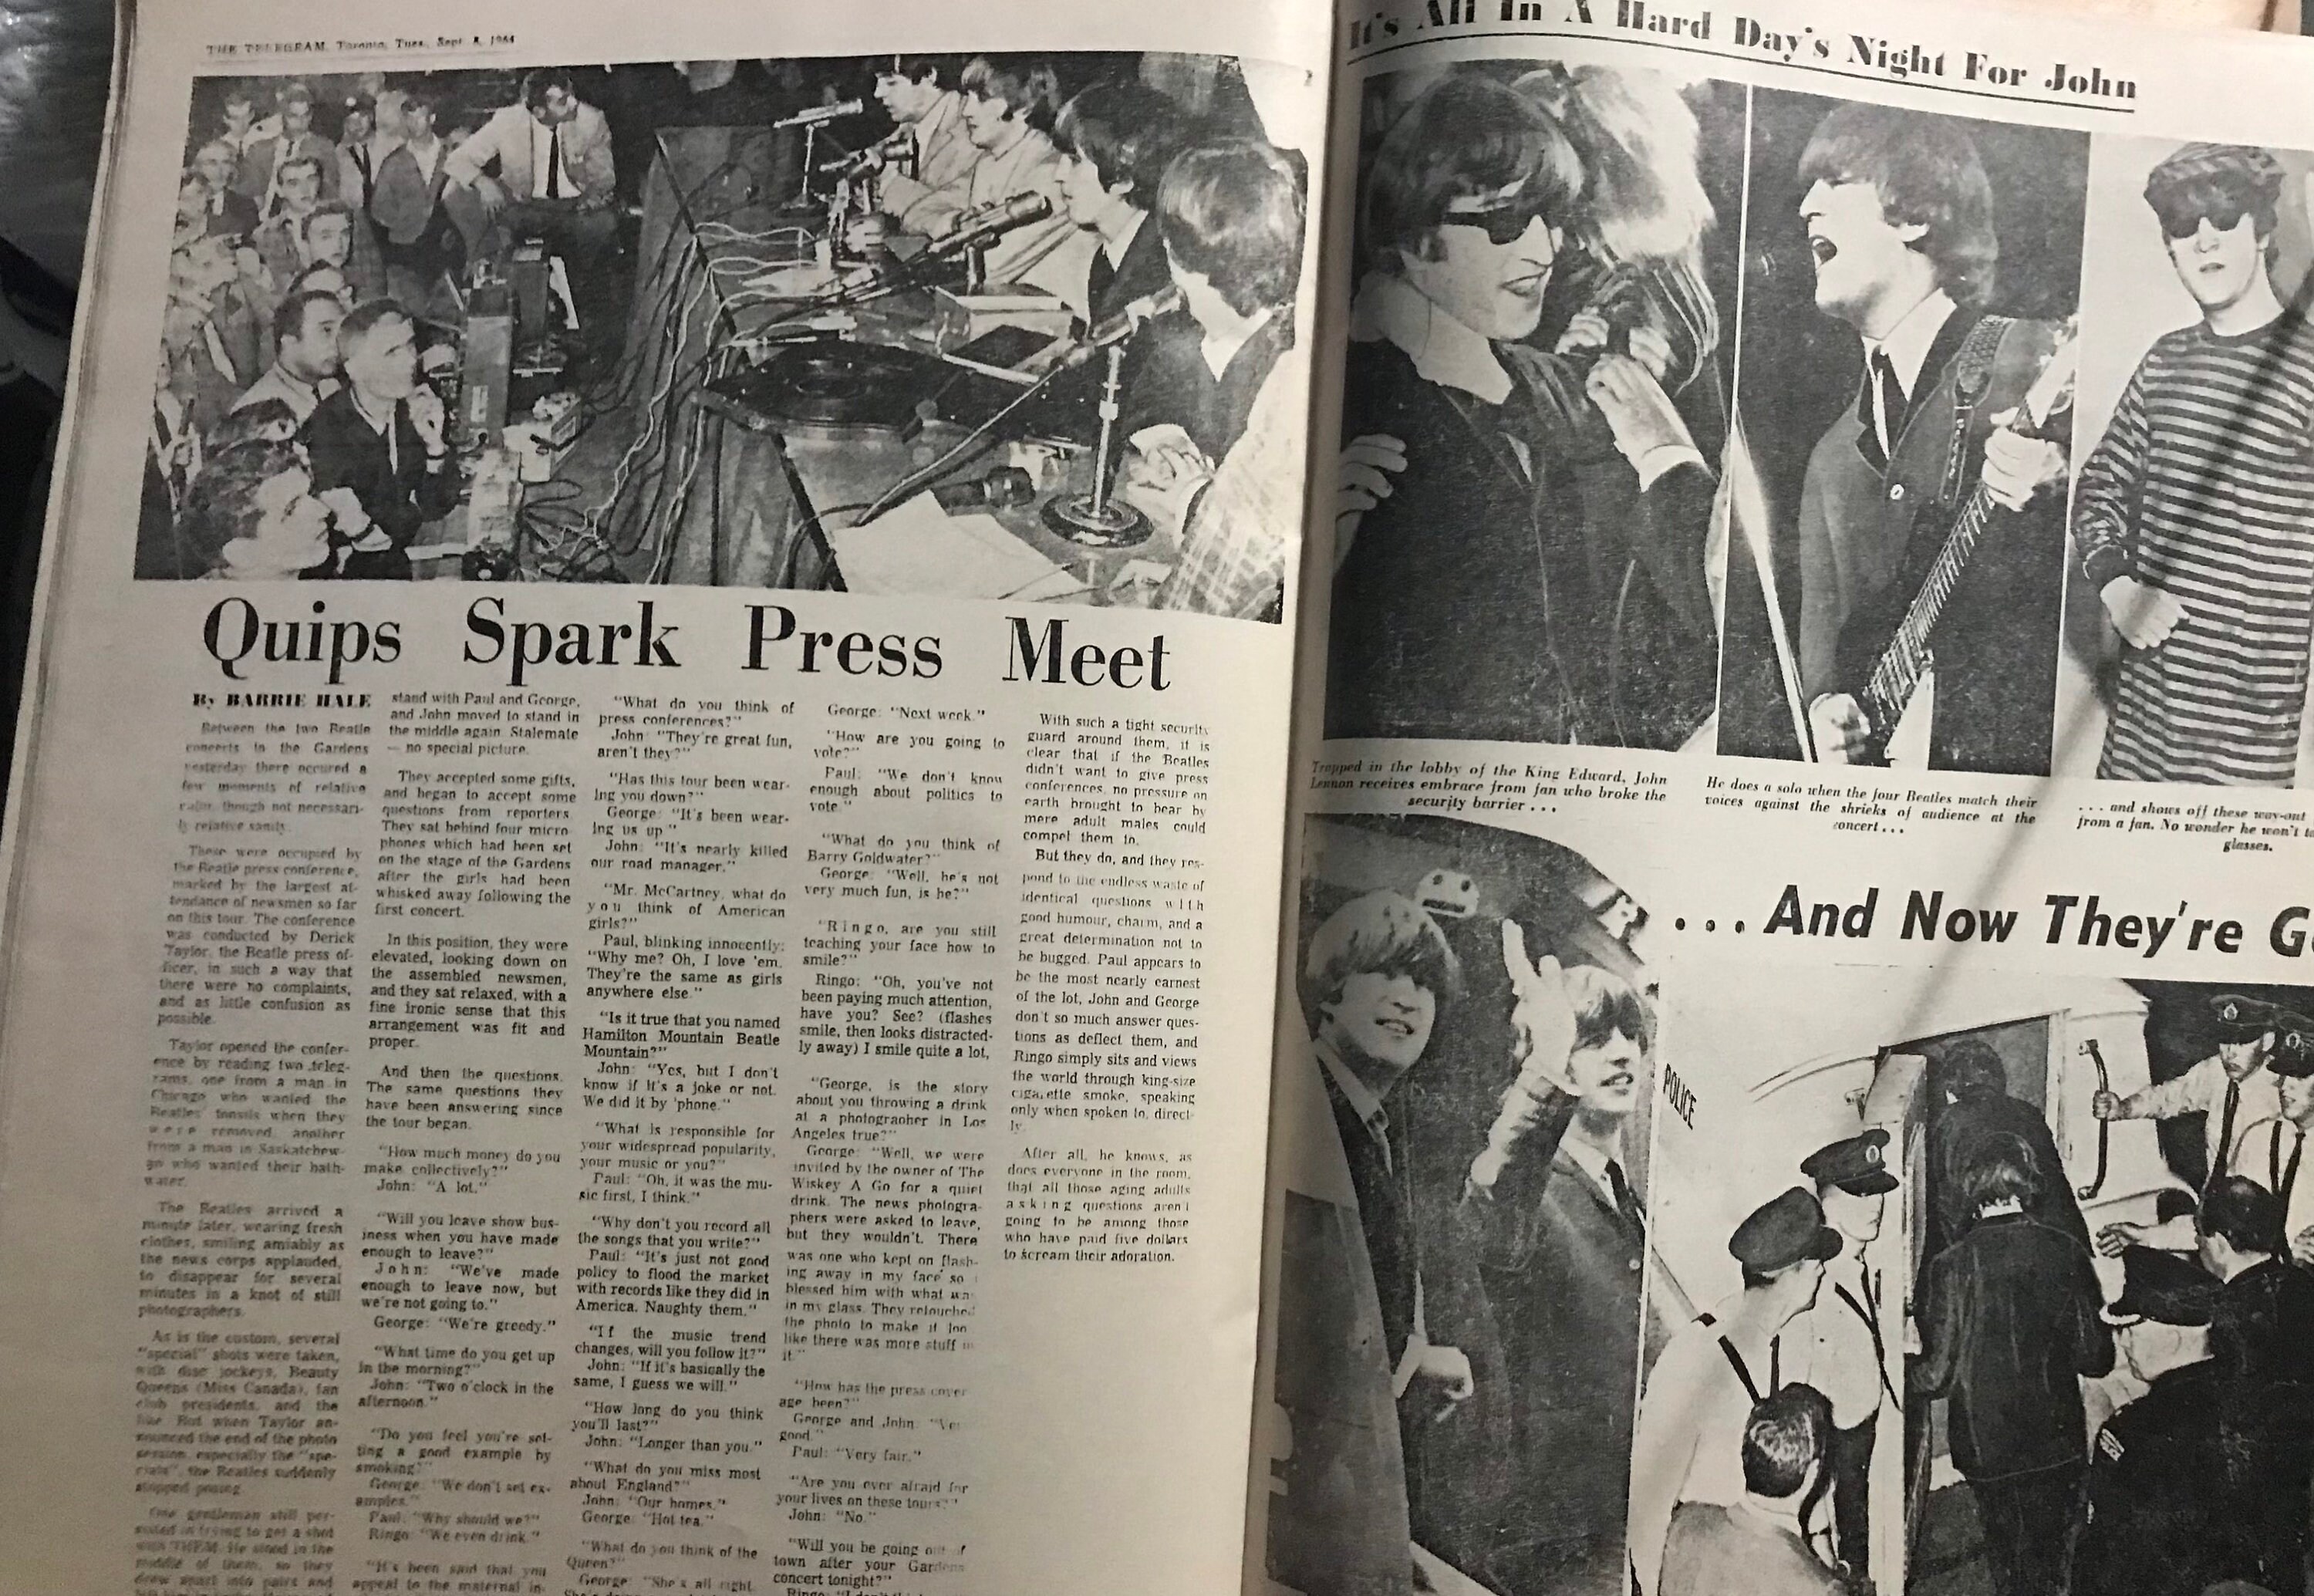 THE TELEGRAM, Toronto, Tues., Sept. 8, 1964
Quips Spark Press Meet
By BARRIE HALE
Between the two Beatle
concerts in the Gardens
yesterday there occured a
few moments of relative
calm, though not necessari-
ly relative sanity.
These were occupied by
the Beatle press conference,
marked by the largest at-
tendance of newsmen so far
on this tour. The conference
was conducted by Derick
Taylor, the Beatle press of-
ficer, in such a way that
there were no complaints,
and as little confusion as
possible.
Taylor opened the confer-
ence by reading two teleg-
rams, one from a man in
Chicago who wanted the
Beatles' tonsils when they
were removed, another
from a man in Saskatchew-
an who wanted their bath-
water.
The Beatles arrived a
minute later, wearing fresh
clothes, smiling amiably as
the news corps applauded,
to disappear for several
minutes in a knot of still
photographers.
As is the custom, several
"special" shots were taken,
with disc jockeys, Beauty
Queens (Miss Canada), fan
club presidents, and the
like. But when Taylor an-
nounced the end of the photo
session, especially the "spe-
cials", the Beatles suddenly
stopped posing.
One gentleman still per-
sisted in trying to get a shot
with THEM. He stood in the
middle of them, so they
drew apart into pairs and
stand with Paul and George,
and John moved to stand in
the middle again. Stalemate
— no special picture.
They accepted some gifts,
and began to accept some
questions from reporters.
They sat behind four micro-
phones which had been set
on the stage of the Gardens
after the girls had been
whisked away following the
first concert.
In this position, they were
elevated, looking down on
the assembled newsmen,
and they sat relaxed, with a
fine ironic sense that this
arrangement was fit and
proper.
And then the questions.
The same questions they
have been answering since
the tour began.
"How much money do you
make collectively?"
John: "A lot."
"Will you leave show bus-
iness when you have made
enough to leave?"
John: "We've made
enough to leave now, but
we're not going to."
George: "We're greedy."
"What time do you get up
in the morning?"
John: "Two o'clock in the
afternoon."
"Do you feel you're set-
ting a good example by
smoking?"
George: "We don't set ex-
amples."
Paul: "Why should we?"
Ringo: "We even drink."
"It's been said that you
appeal to the maternal in-
"What do you think of
press conferences?"
John: "They're great fun,
aren't they?"
"Has this tour been wear-
ing you down?"
George: "It's been wear-
ing us up."
John: "It's nearly killed
our road manager."
"Mr. McCartney, what do
you think of American
girls?"
Paul, blinking innocently:
"Why me? Oh, I love 'em.
They're the same as girls
anywhere else."
"Is it true that you named
Hamilton Mountain Beatle
Mountain?"
John: "Yes, but I don't
know if it's a joke or not.
We did it by 'phone."
"What is responsible for
your widespread popularity,
your music or you?"
Paul: "Oh, it was the mu-
sic first, I think."
"Why don't you record all
the songs that you write?"
Paul: "It's just not good
policy to flood the market
with records like they did in
America. Naughty them."
"If the music trend
changes, will you follow it?"
John: "If it's basically the
same, I guess we will."
"How long do you think
you'll last?"
John: "Longer than you."
"What do you miss most
about England?"
John: "Our homes."
George: "Hot tea."
"What do you think of the
Queen?"
George: "She's all right.
George: "Next week."
"How are you going to
vote?"
Paul: "We don't know
enough about politics to
vote."
"What do you think of
Barry Goldwater?"
George: "Well, he's not
very much fun, is he?"
"Ringo, are you still
teaching your face how to
smile?"
Ringo: "Oh, you've not
been paying much attention,
have you? See? (flashes
smile, then looks distracted-
ly away) I smile quite a lot,
"George, is the story
about you throwing a drink
at a photographer in Los
Angeles true?"
George: "Well, we were
invited by the owner of The
Wiskey A Go for a quiet
drink. The news photogra-
phers were asked to leave,
but they wouldn't. There
was one who kept on flash-
ing away in my face so I
blessed him with what was
in my glass. They retouched
the photo to make it loo
like there was more stuff in
it."
"How has the press cover
age been?"
George and John: "Very
good."
Paul: "Very fair."
"Are you ever afraid for
your lives on these tours?"
John: "No."
"Will you be going out of
town after your Gardens
concert tonight?"
With such a tight security
guard around them, it is
clear that if the Beatles
didn't want to give press
conferences, no pressure on
earth brought to bear by
mere adult males could
compel them to.
But they do, and they res-
pond to the endless waste of
identical questions with
good humour, charm, and a
great determination not to
be bugged. Paul appears to
be the most nearly earnest
of the lot, John and George
don't so much answer ques-
tions as deflect them, and
Ringo simply sits and views
the world through king-size
cigarette smoke, speaking
only when spoken to, direct-
ly.
After all, he knows, as
does everyone in the room,
that all those aging adults
asking questions aren't
going to be among those
who have paid five dollars
to scream their adoration.
It's All In A Hard Day's Night For John
Trapped in the lobby of the King Edward, John
Lennon receives embrace from fan who broke the
security barrier . . .
He does a solo when the four Beatles match their
voices against the shrieks of audience at the
concert . . .
. . . and shows off these way-out
from a fan. No wonder he won't
glasses.
. . . And Now They're
POLICE